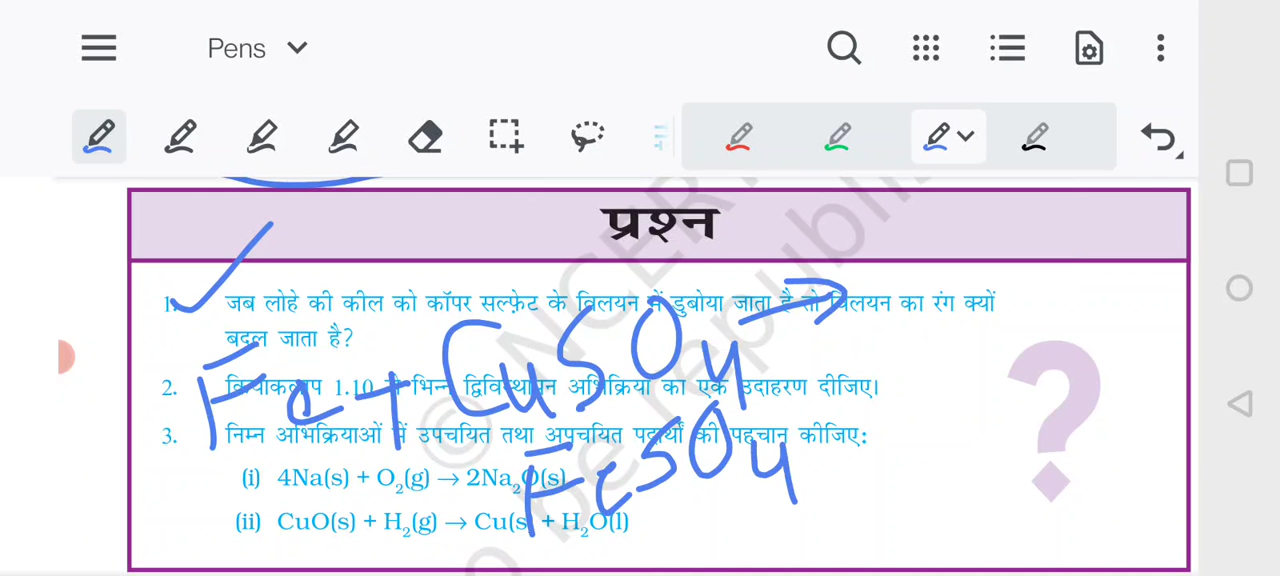 Pens
प्रश्न
1. जब लोहे की कील को कॉपर सल्फ़ेट के विलयन में डुबोया जाता है तो विलयन का रंग क्यों
बदल जाता है?
Fe + CuSO4 →
2. क्रियाकलाप 1.10 से भिन्न द्विविस्थापन अभिक्रिया का एक उदाहरण दीजिए।
3. निम्न अभिक्रियाओं में उपचयित तथा अपचयित पदार्थों की पहचान कीजिए:
FeSO4
(i) 4Na(s) + O₂(g) → 2Na₂O(s)
(ii) CuO(s) + H₂(g) → Cu(s) + H₂O(l)